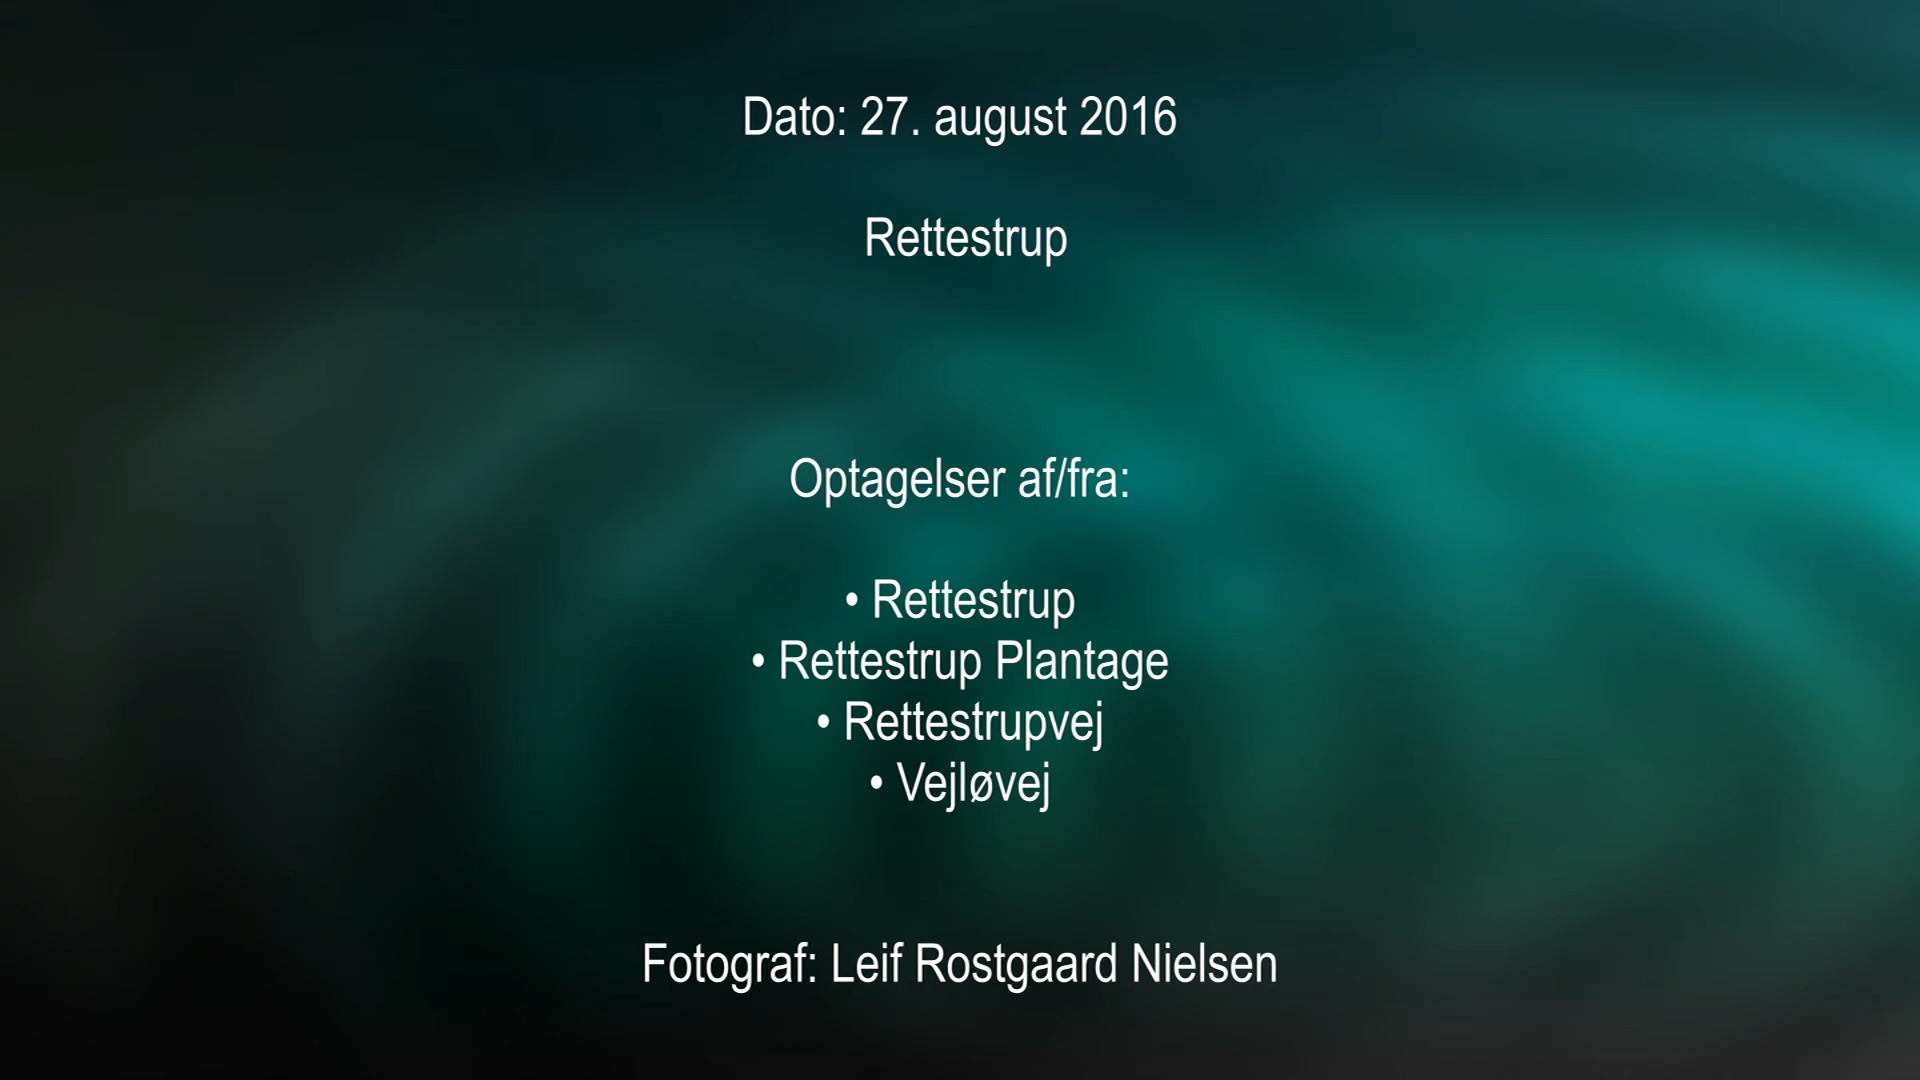 Dato: 27. august 2016
Rettestrup
Optagelser af/fra:
• Rettestrup
• Rettestrup Plantage
• Rettestrupvej
• Vejløvej
Fotograf: Leif Rostgaard Nielsen